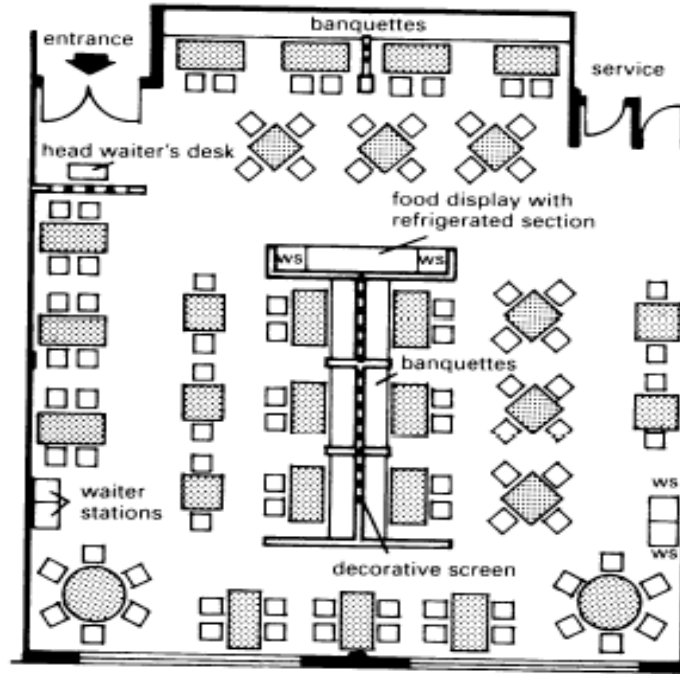 banquettes
entrance
service
head waiter's desk
food display with
refrigerated section
ws
ws
banquettes
waiter
stations
ws
ws
decorative screen